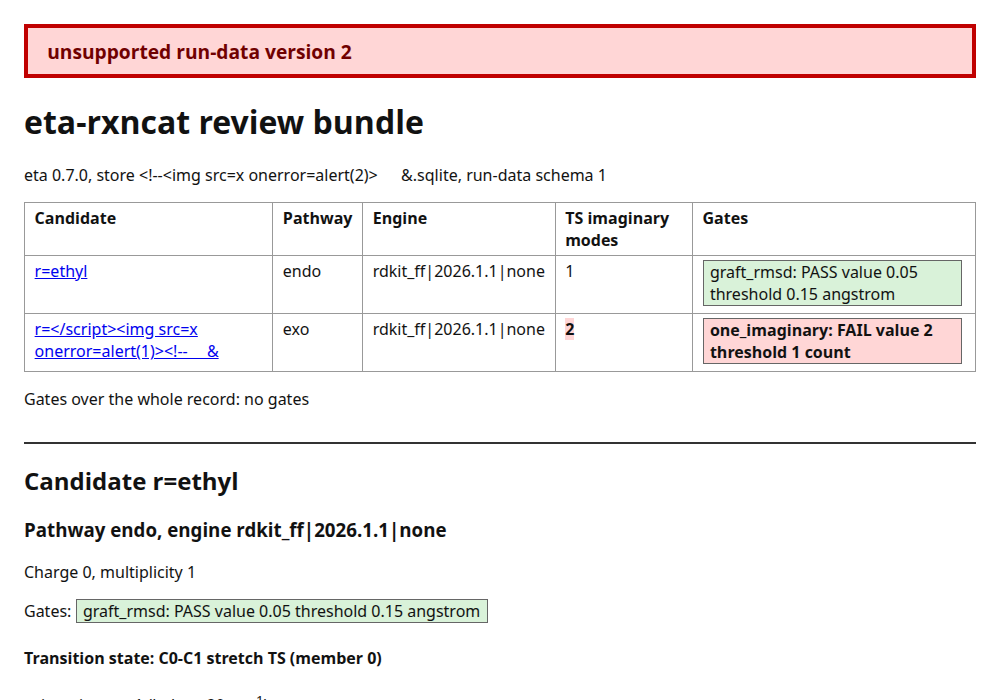 unsupported run-data version 2
eta-rxncat review bundle
eta 0.7.0, store <!--<img src=x onerror=alert(2)>     &.sqlite, run-data schema 1
Candidate Pathway Engine TS imaginary modes Gates
r=ethyl endo rdkit_ff|2026.1.1|none 1 graft_rmsd: PASS value 0.05 threshold 0.15 angstrom
r=</script><img src=x onerror=alert(1)><!--     & exo rdkit_ff|2026.1.1|none 2 one_imaginary: FAIL value 2 threshold 1 count
Gates over the whole record: no gates
Candidate r=ethyl
Pathway endo, engine rdkit_ff|2026.1.1|none
Charge 0, multiplicity 1
Gates: graft_rmsd: PASS value 0.05 threshold 0.15 angstrom
Transition state: C0-C1 stretch TS (member 0)